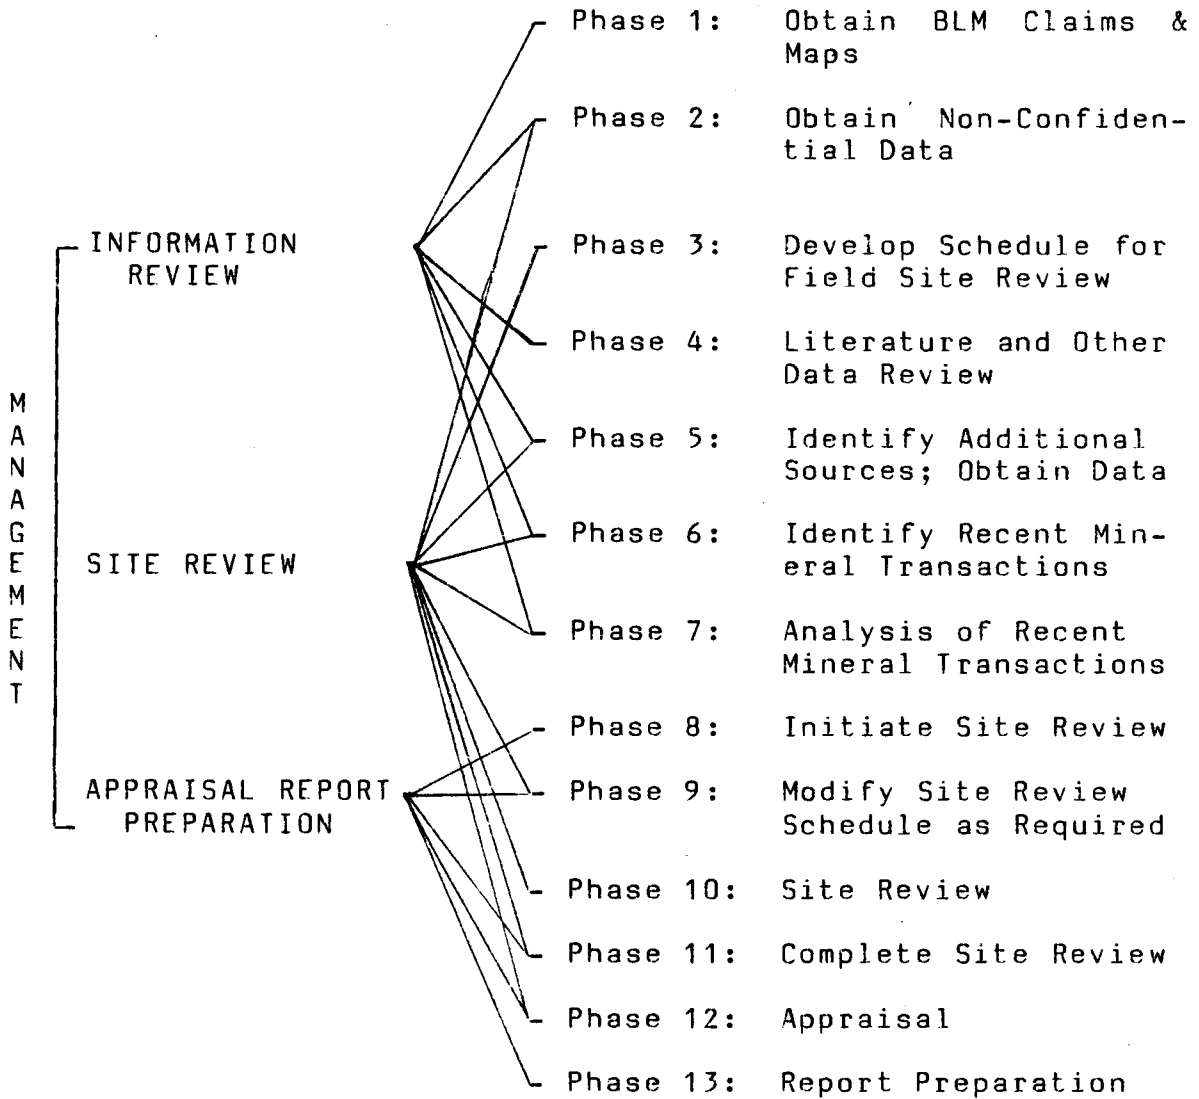 Phase 1: Obtain BLM Claims &
Maps
Phase 2: Obtain Non-Confiden-
tial Data
INFORMATION
REVIEW
Phase 3: Develop Schedule for
Field Site Review
Phase 4: Literature and Other
Data Review
MANAGEMENT
Phase 5: Identify Additional
Sources; Obtain Data
SITE REVIEW
Phase 6: Identify Recent Min-
eral Transactions
Phase 7: Analysis of Recent
Mineral Transactions
Phase 8: Initiate Site Review
APPRAISAL REPORT
PREPARATION
Phase 9: Modify Site Review
Schedule as Required
Phase 10: Site Review
Phase 11: Complete Site Review
Phase 12: Appraisal
Phase 13: Report Preparation